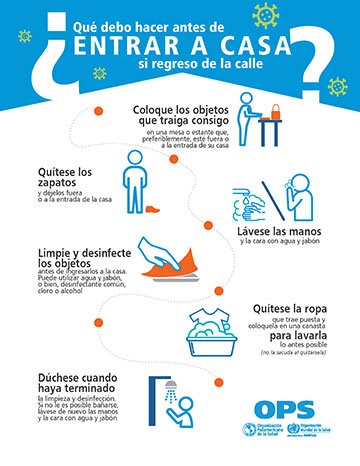 ¿
Qué debo hacer antes de
ENTRAR A CASA
si regreso de la calle
?
Coloque los objetos
que traiga consigo
en una mesa o estante que,
preferiblemente, esté fuera o
a la entrada de su casa
Quítese los
zapatos
y déjelos fuera
o a la entrada de la casa
Lávese las manos
y la cara con agua y jabón
Limpie y desinfecte
los objetos
antes de ingresarlos a la casa.
Puede utilizar agua y jabón,
o bien, desinfectante común,
cloro o alcohol
Quítese la ropa
que trae puesta y
colóquela en una canasta
para lavarla
lo antes posible
(no la sacuda al quitársela)
Dúchese cuando
haya terminado
la limpieza y desinfección.
Si no le es posible bañarse,
lávese de nuevo las manos
y la cara con agua y jabón
OPS
Organización
Panamericana
de la Salud
Organización
Mundial de la Salud